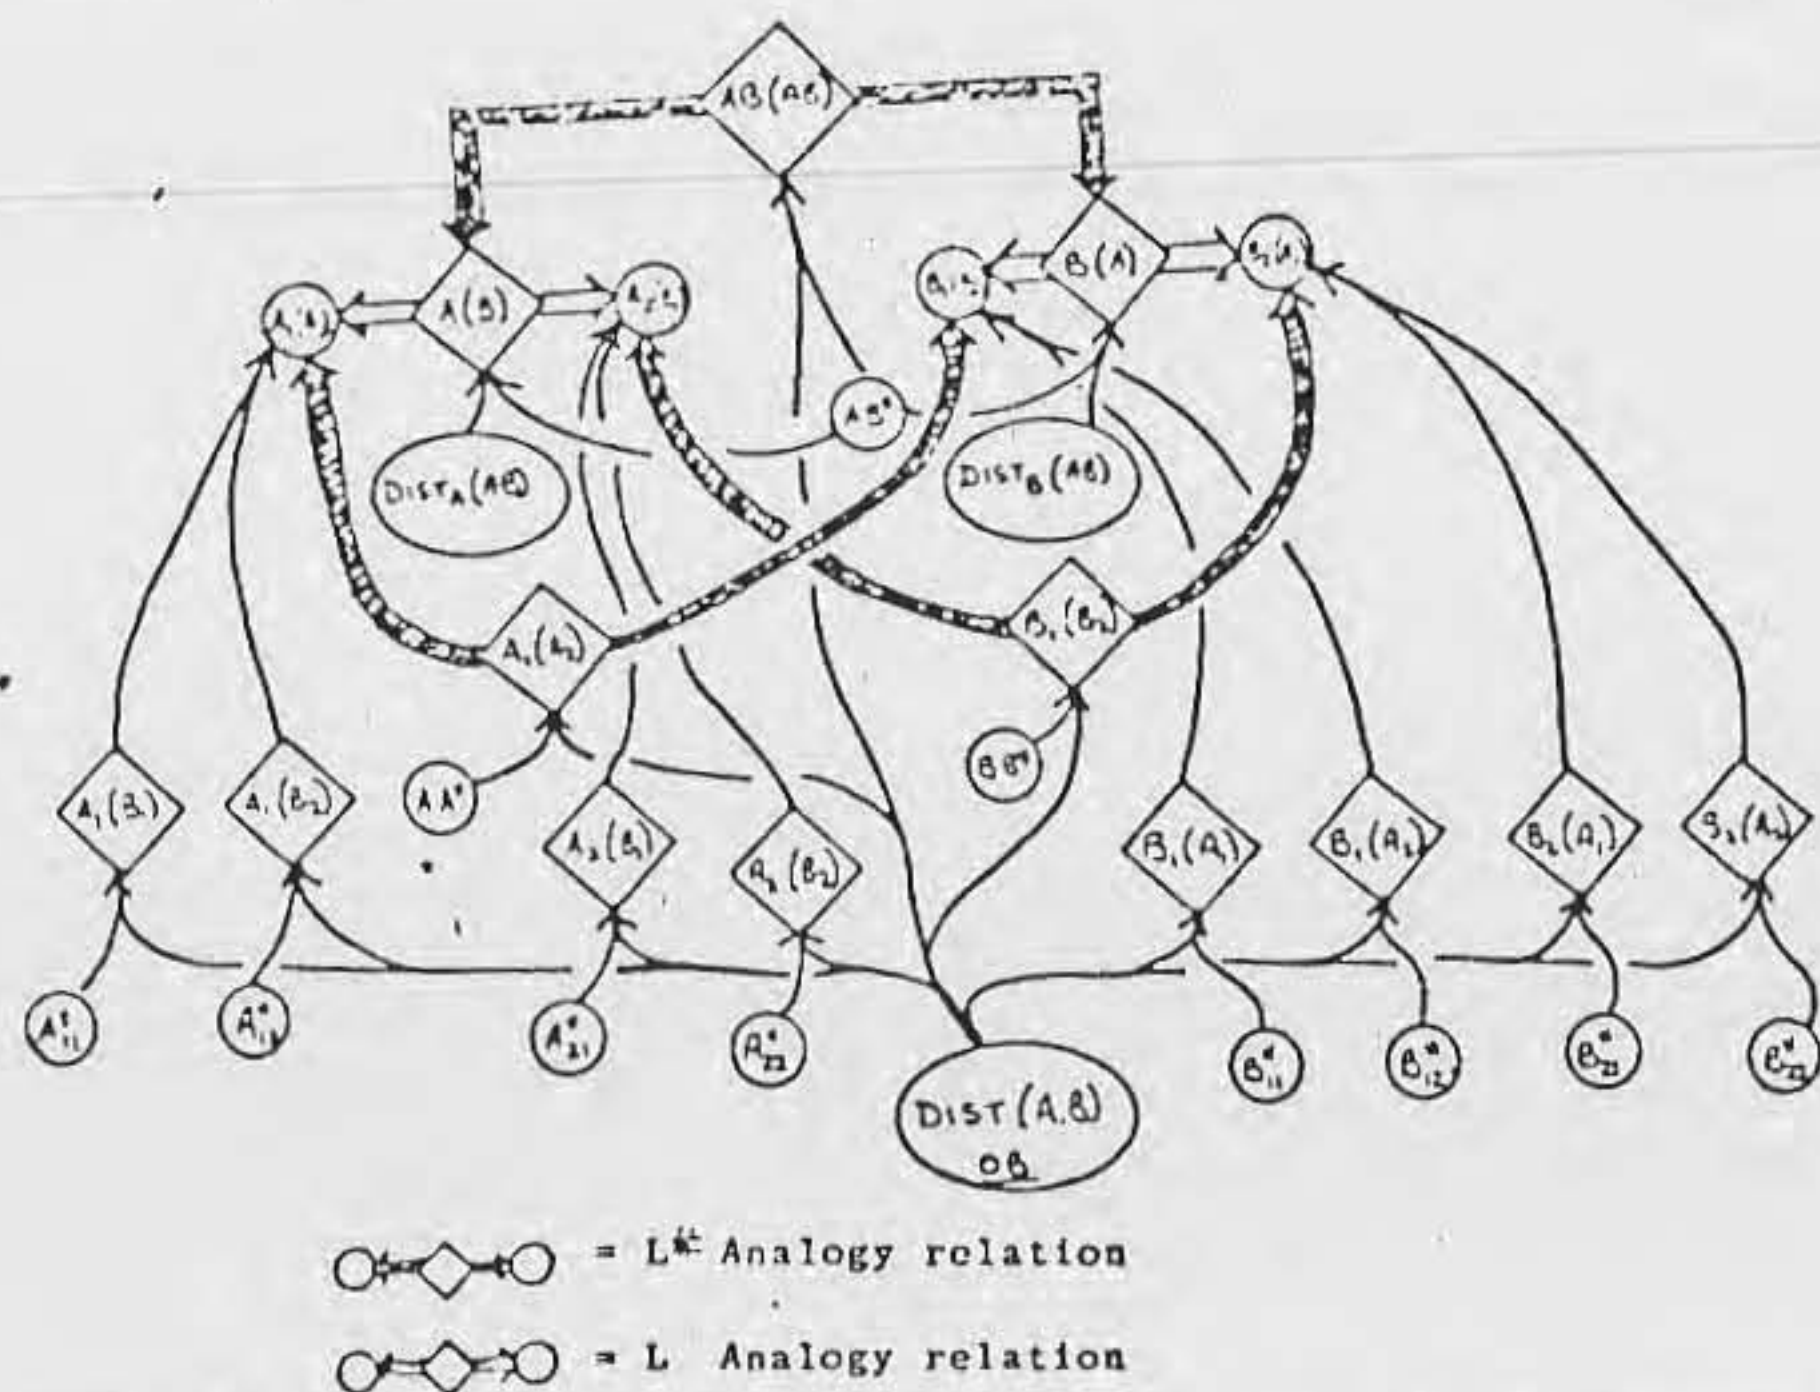 AB(AB)
A(B)
B(A)
AB*
DIST_A(AB)
DIST_B(AB)
A₁(A₂)
B₁(B₂)
AA*
BB*
A₁(B₁)
A₁(B₂)
A₂(B₁)
A₂(B₂)
B₁(A₁)
B₁(A₂)
B₂(A₁)
B₂(A₂)
A*₁₁
A*₂₁
A*₂₂
B*₁₁
B*₁₂
B*₂₂
DIST(A.B)
OB
= L* Analogy relation
= L Analogy relation